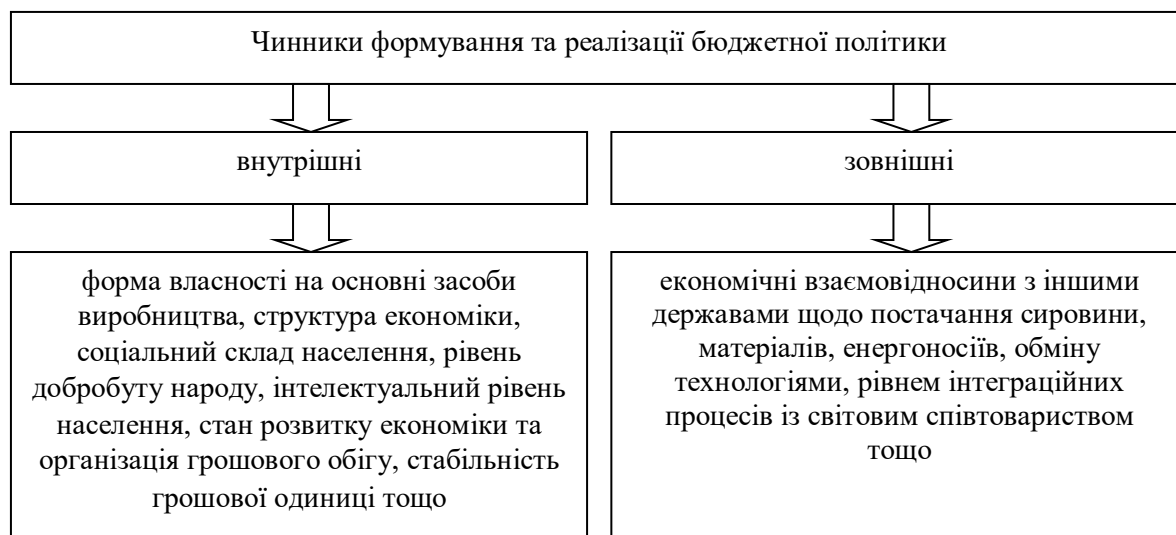 Чинники формування та реалізації бюджетної політики
внутрішні
зовнішні
форма власності на основні засоби
виробництва, структура економіки,
соціальний склад населення, рівень
добробуту народу, інтелектуальний рівень
населення, стан розвитку економіки та
організація грошового обігу, стабільність
грошової одиниці тощо
економічні взаємовідносини з іншими
державами щодо постачання сировини,
матеріалів, енергоносіїв, обміну
технологіями, рівнем інтеграційних
процесів із світовим співтовариством
тощо